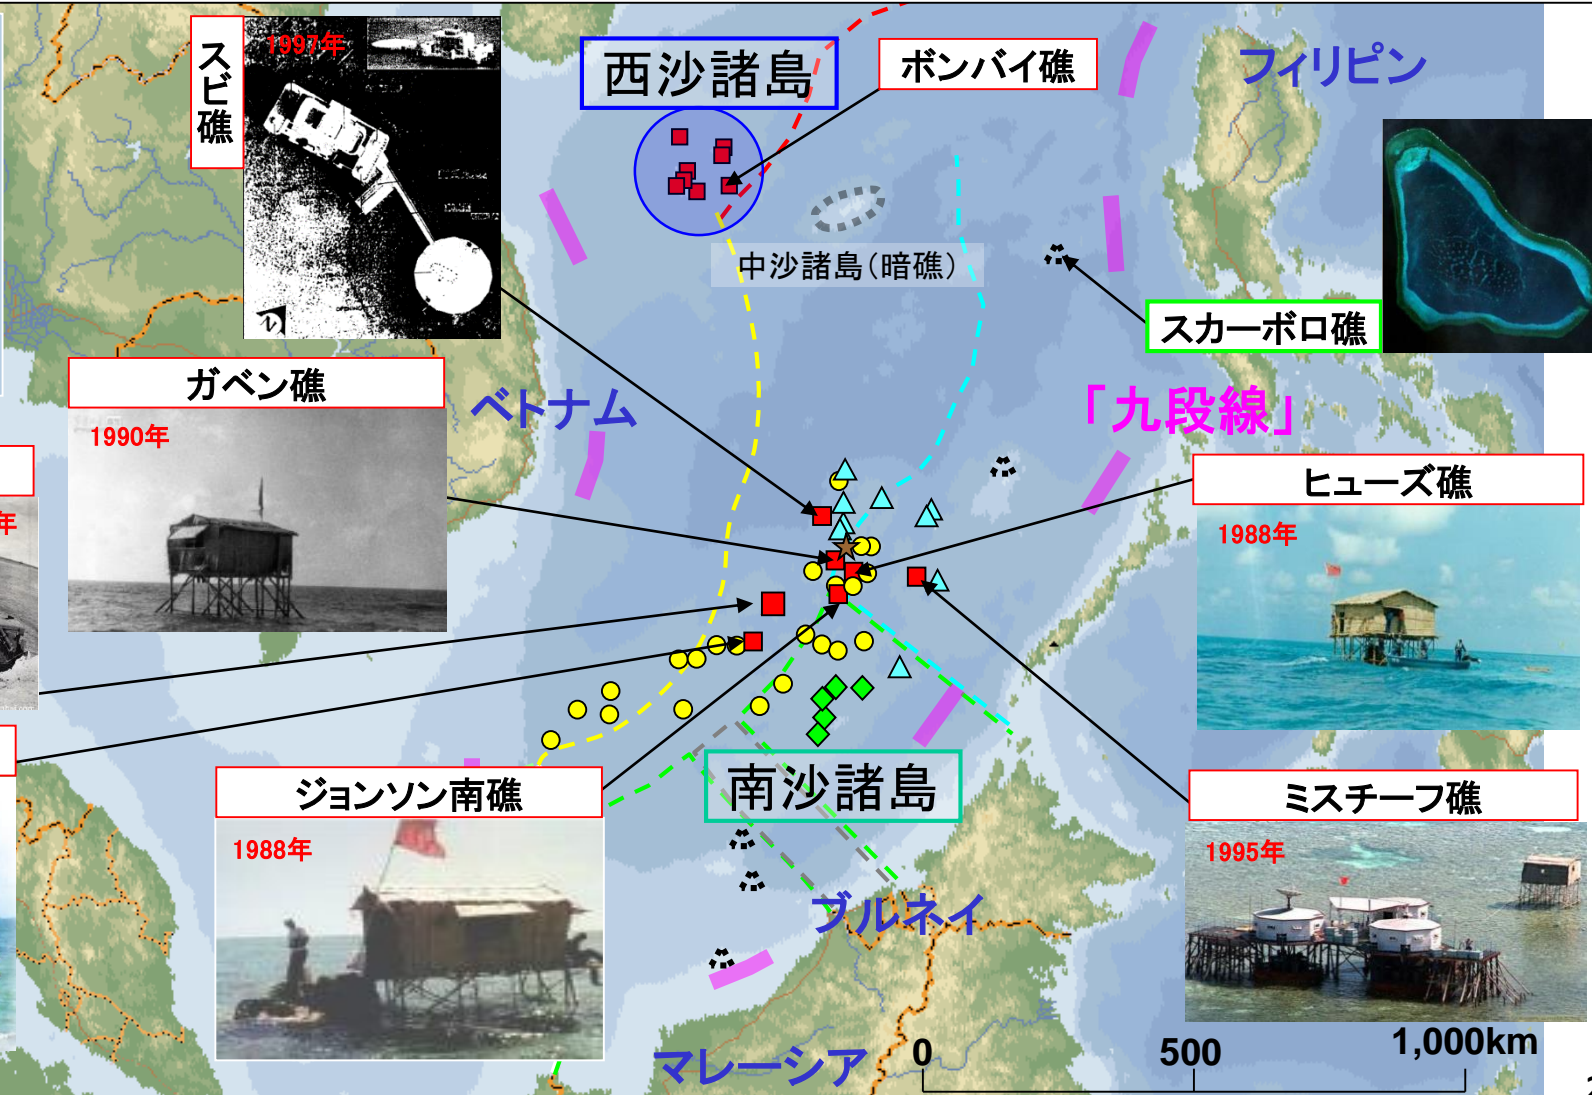 スビ礁
1997年
西沙諸島
ボンバイ礁
フィリピン
中沙諸島（暗礁）
スカーボロ礁
ガベン礁
1990年
ベトナム
「九段線」
ヒューズ礁
1988年
年
ジョンソン南礁
1988年
南沙諸島
ミスチーフ礁
1995年
ブルネイ
マレーシア
0
500
1,000km